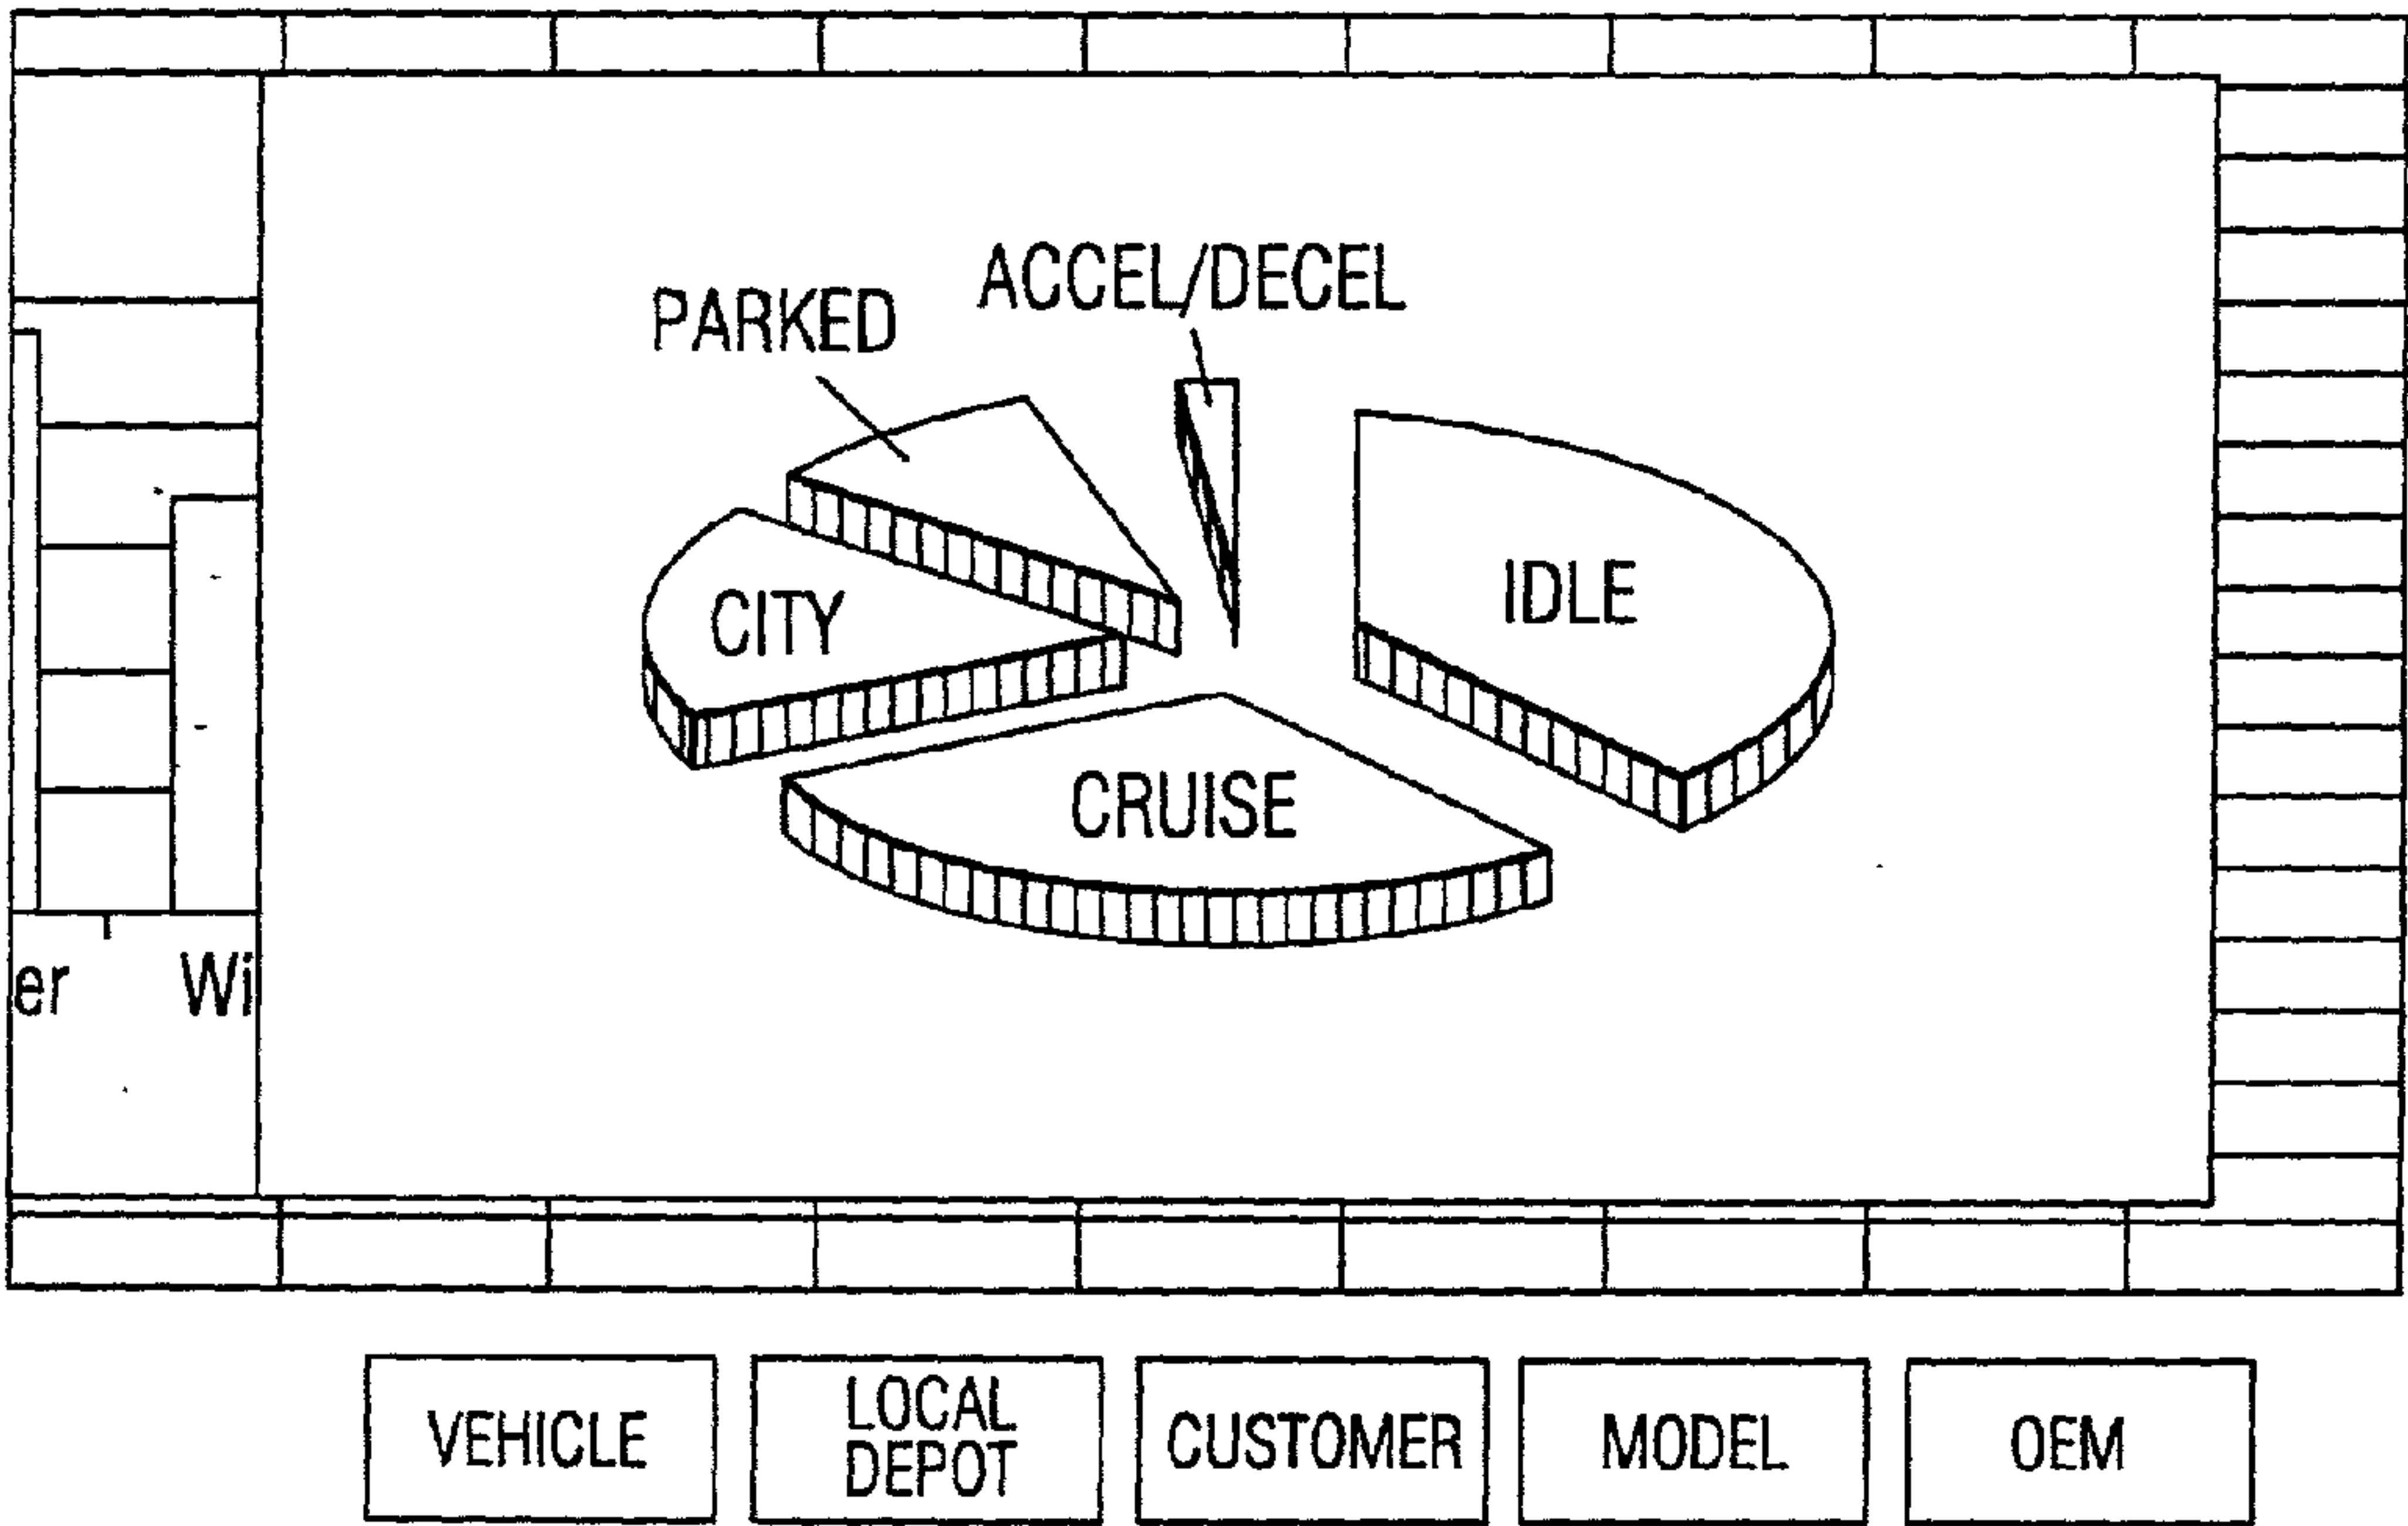 ACCEL/DECEL
PARKED
IDLE
CITY
CRUISE
er Wi
VEHICLE
LOCAL
DEPOT
CUSTOMER
MODEL
OEM